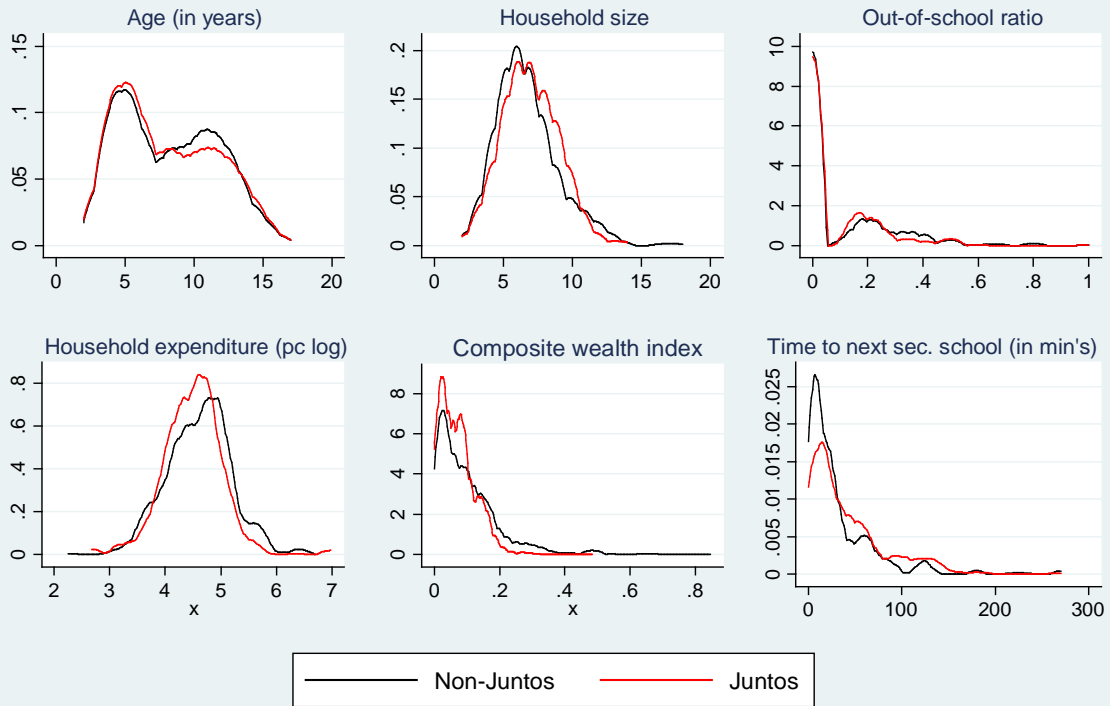 Age (in years)
.15
.1
.05
0
0 5 10 15 20
Household size
.2
.15
.1
.05
0
0 5 10 15 20
Out-of-school ratio
10
8
6
4
2
0
0 .2 .4 .6 .8 1
Household expenditure (pc log)
.8
.6
.4
.2
0
2 3 4 5 6 7
x
Composite wealth index
8
6
4
2
0
0 .2 .4 .6 .8
x
Time to next sec. school (in min's)
.025
.02
.015
.01
.005
0
0 100 200 300
Non-Juntos Juntos